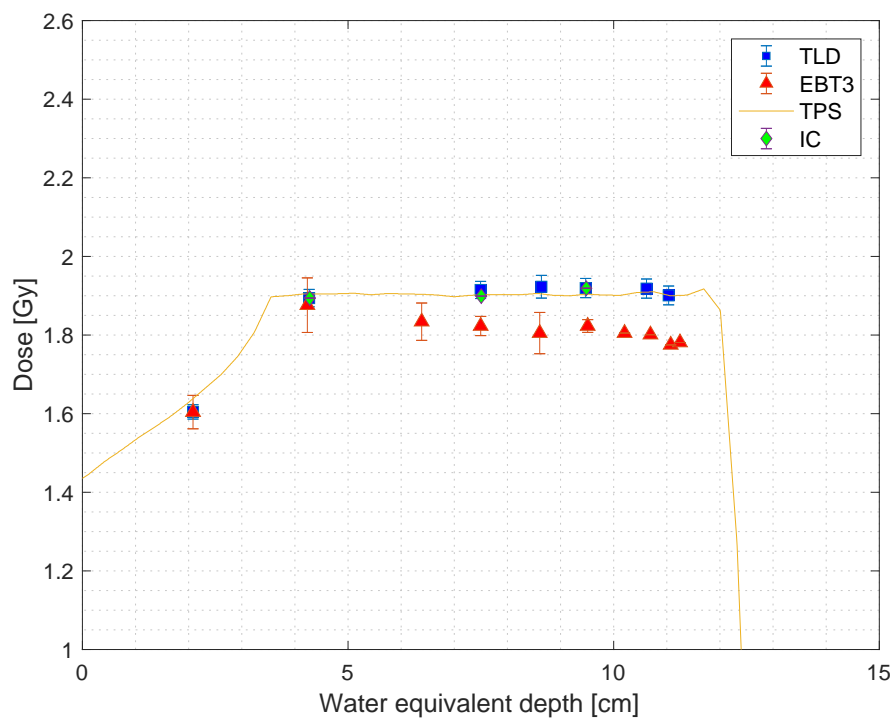 2.6
2.4
2.2
2
1.8
1.6
1.4
1.2
1
Dose [Gy]
TLD
EBT3
TPS
IC
0
5
10
15
Water equivalent depth [cm]